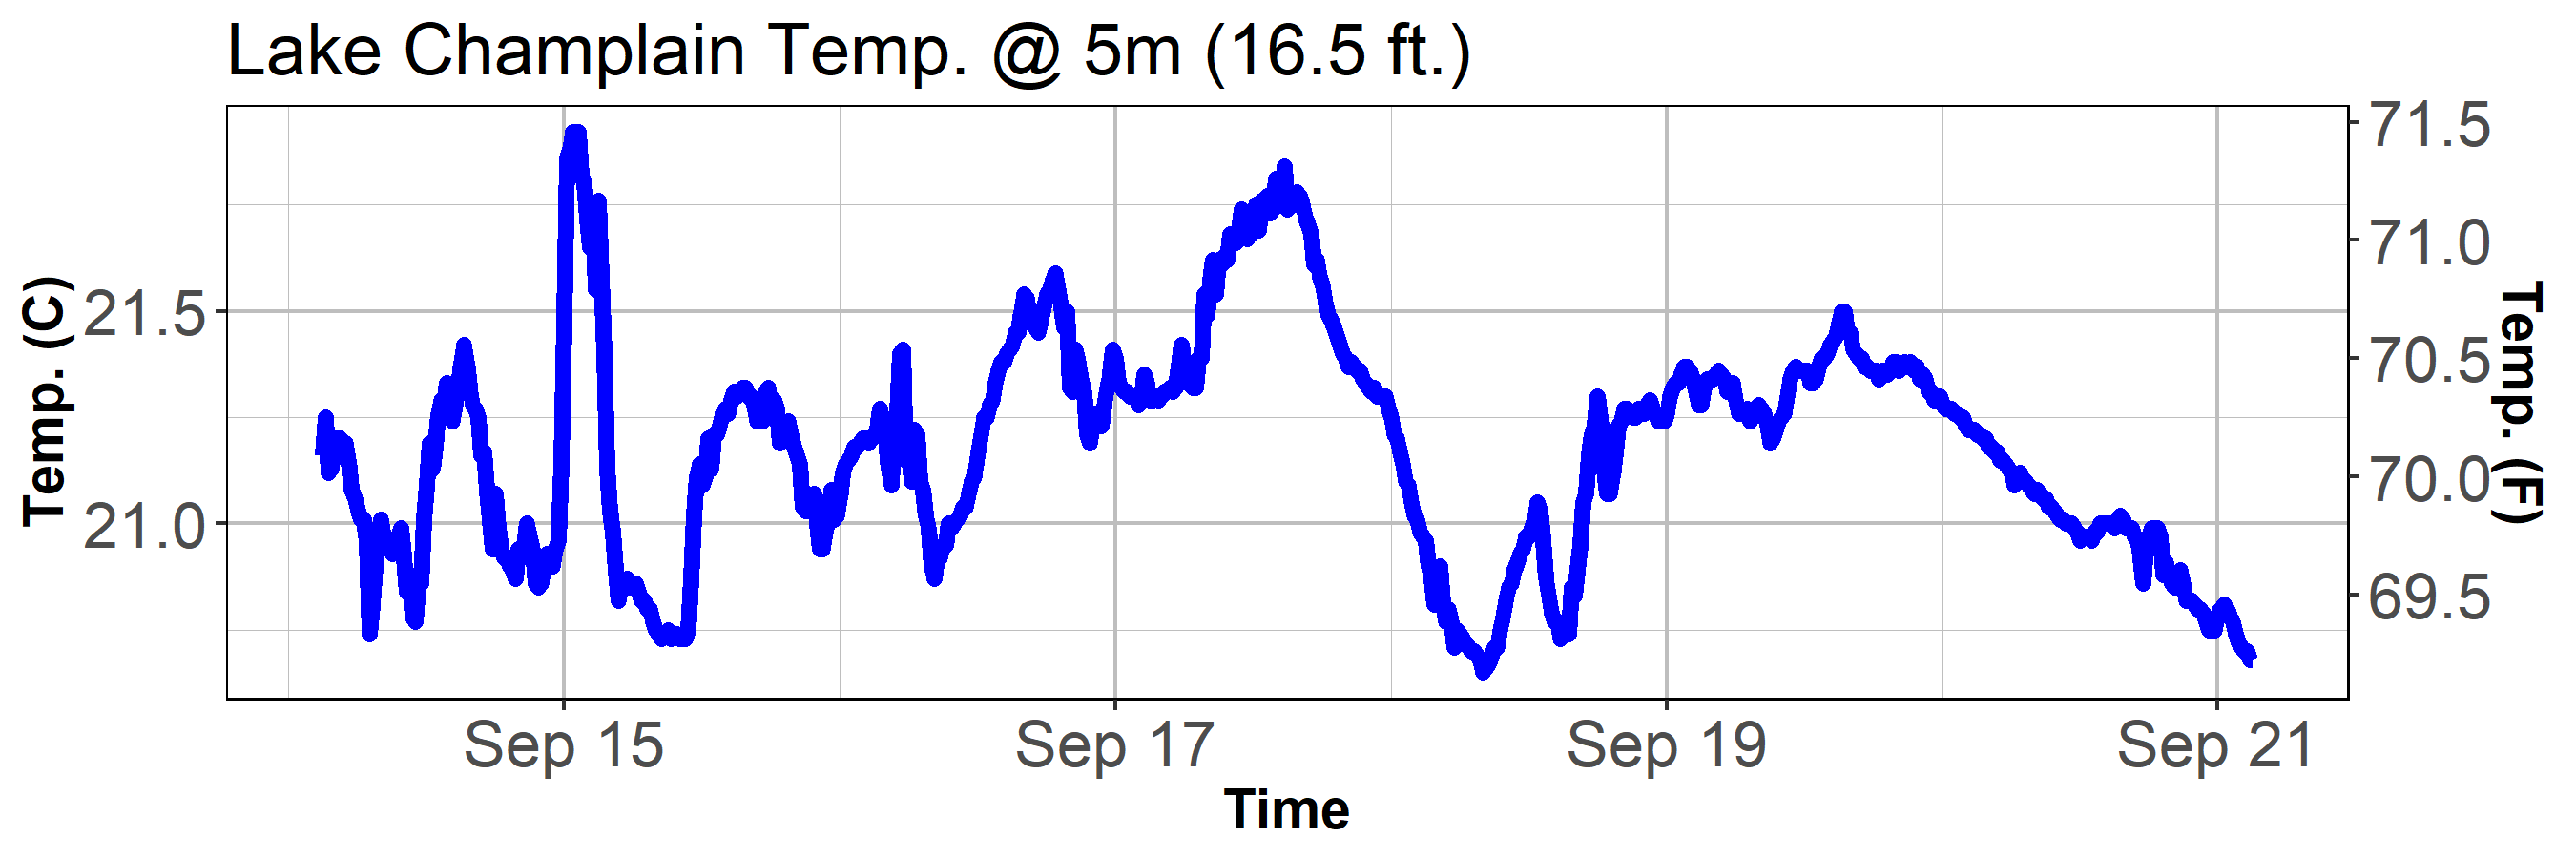 Lake Champlain Temp. @ 5m (16.5 ft.)
Temp. (C)
21.5
21.0
71.5
71.0
70.5
70.0
69.5
Temp. (F)
Sep 15
Sep 17
Sep 19
Sep 21
Time